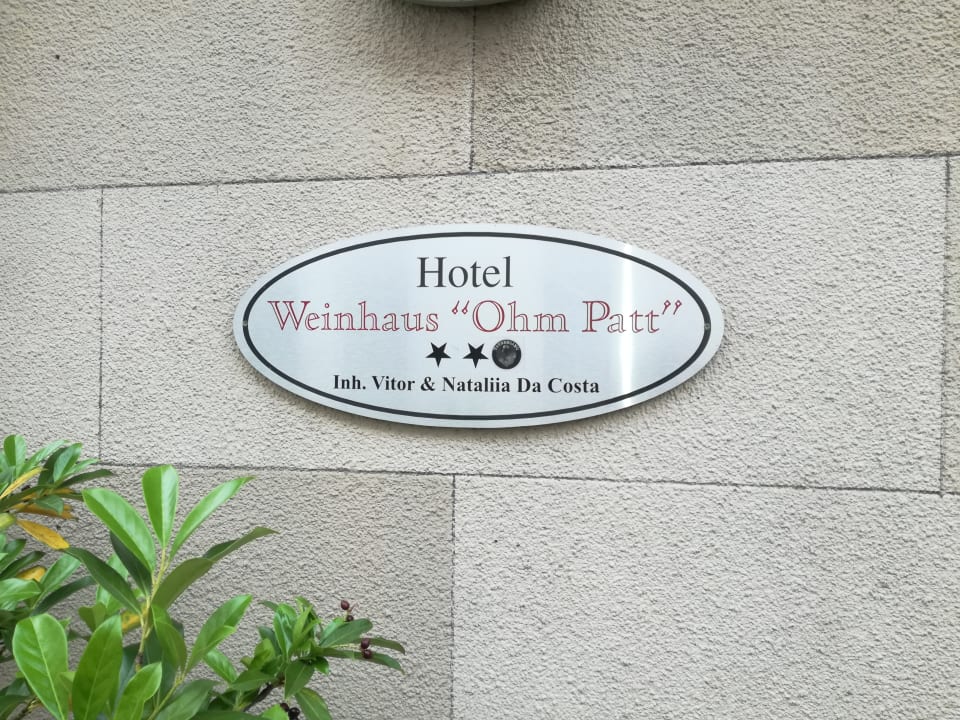 Hotel
Weinhaus “Ohm Patt”
Inh. Vitor & Nataliia Da Costa